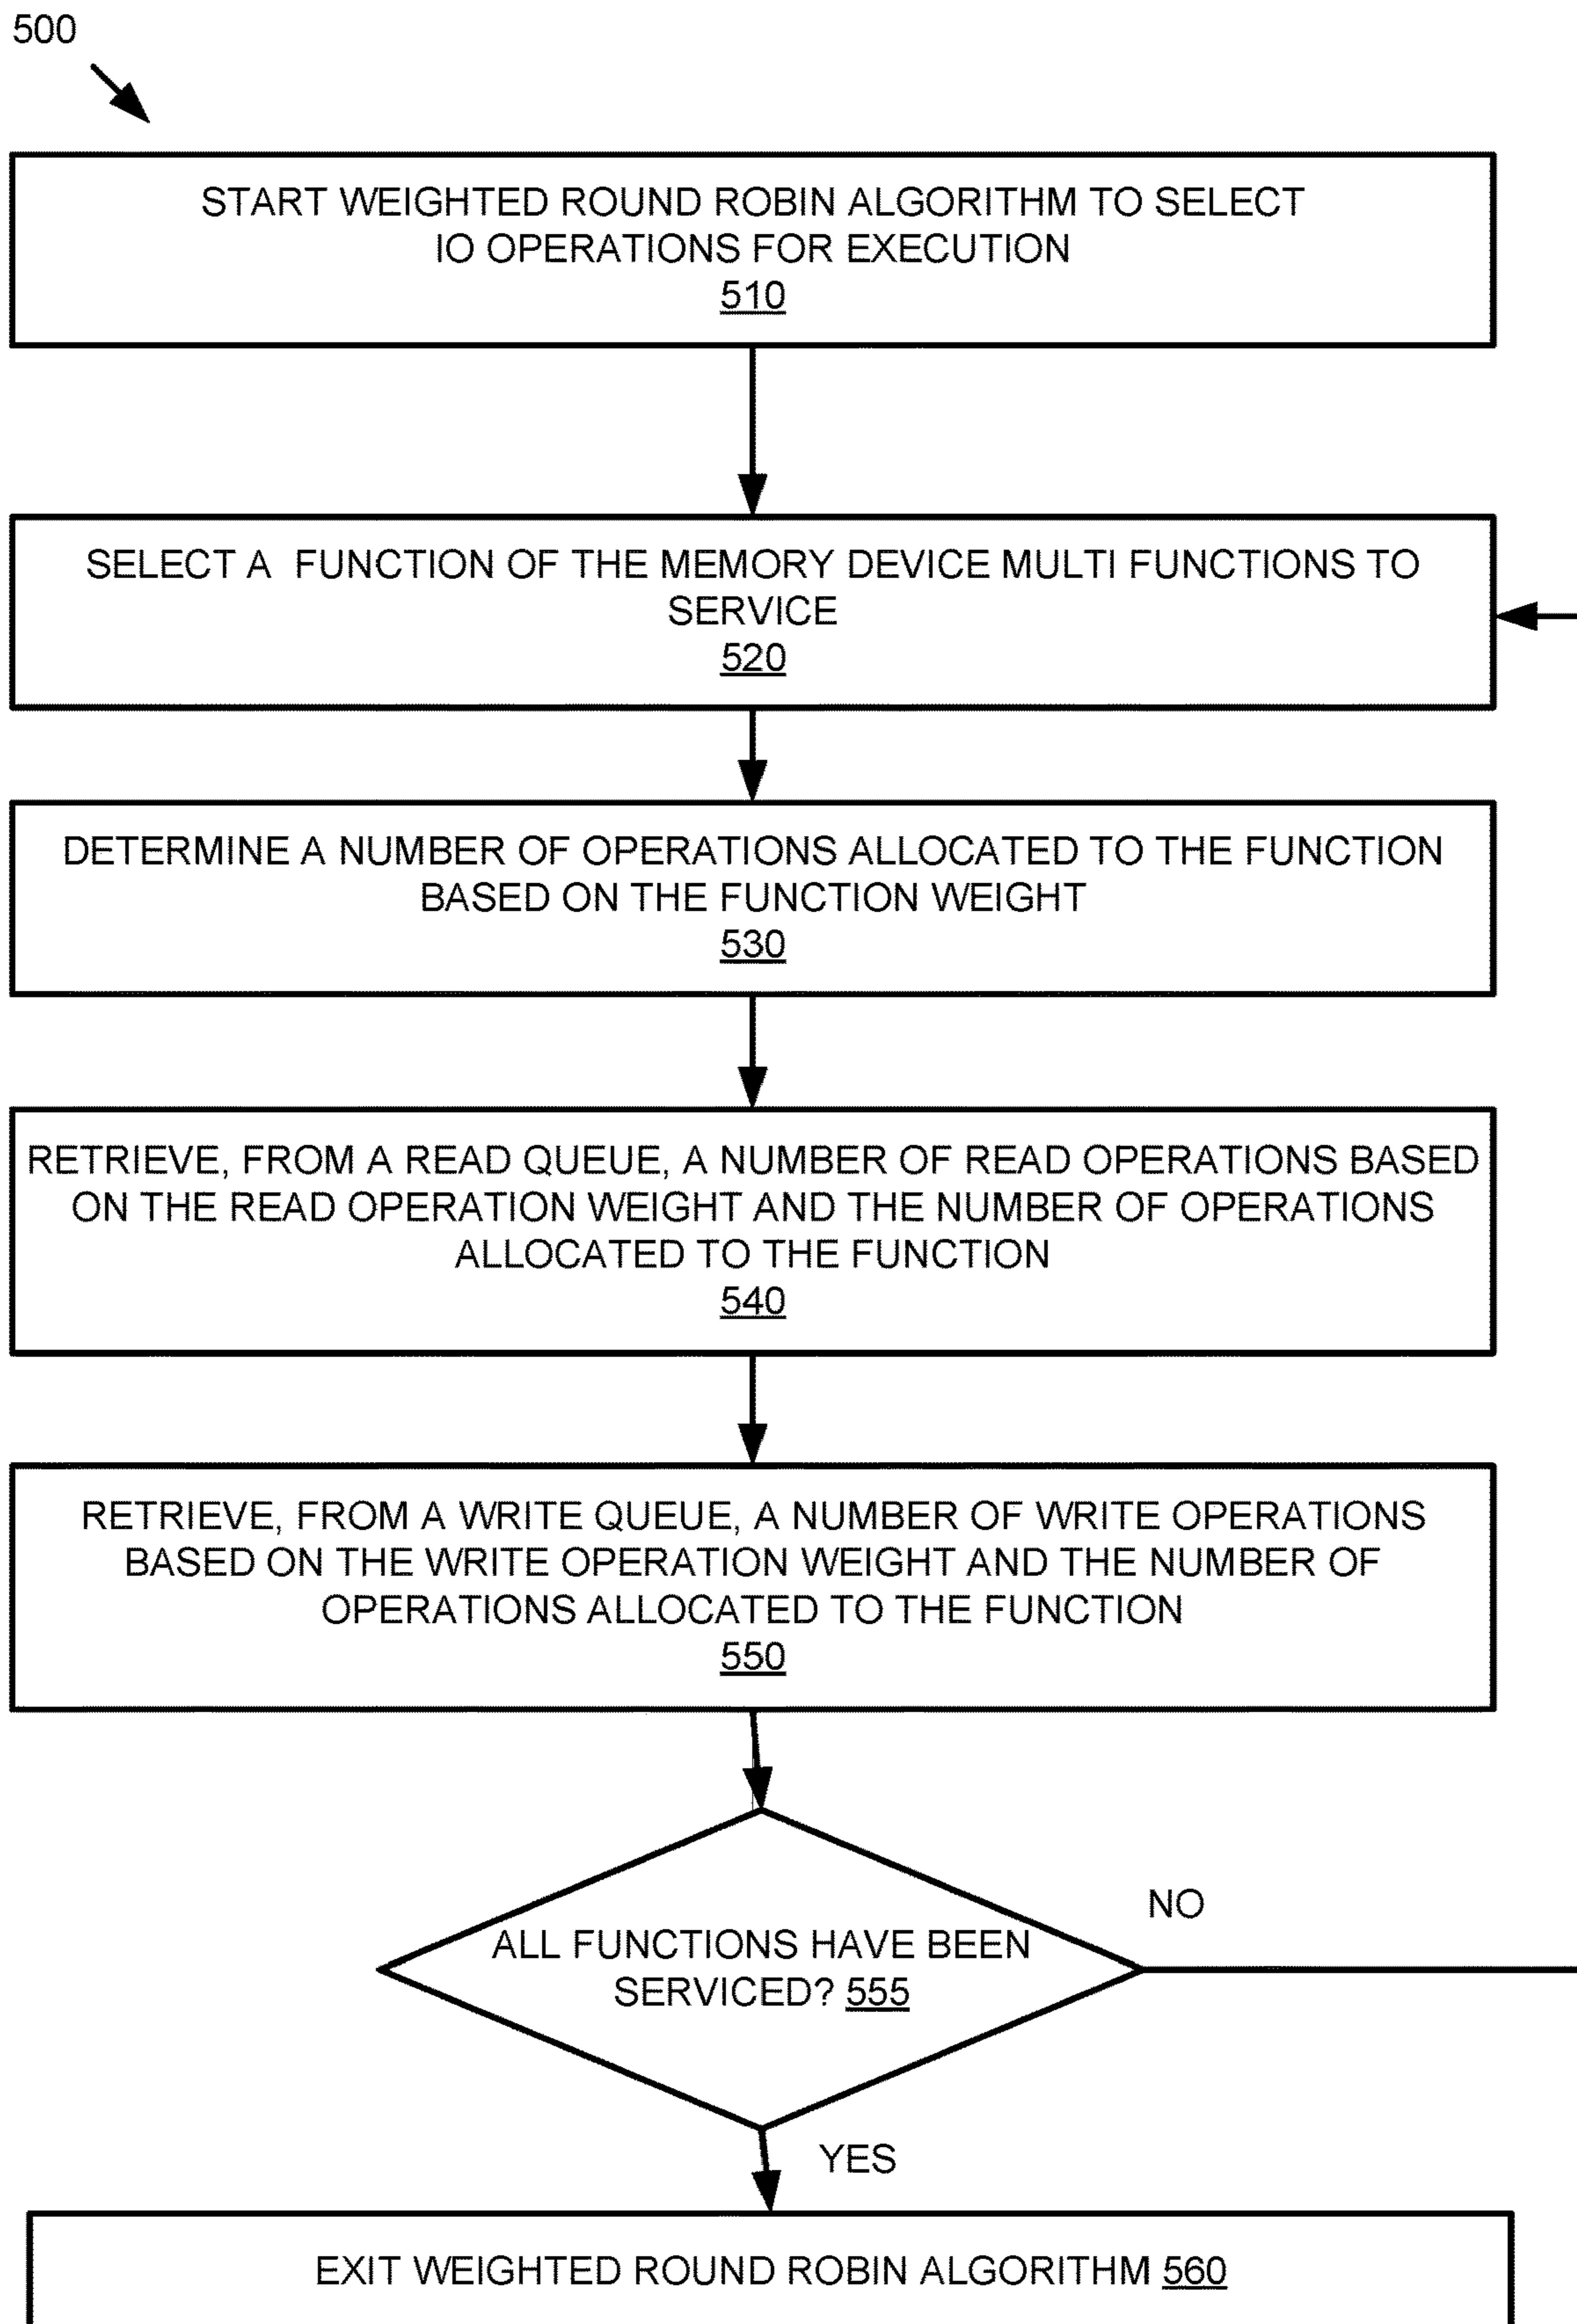 500
START WEIGHTED ROUND ROBIN ALGORITHM TO SELECT
IO OPERATIONS FOR EXECUTION
510
SELECT A FUNCTION OF THE MEMORY DEVICE MULTI FUNCTIONS TO
SERVICE
520
DETERMINE A NUMBER OF OPERATIONS ALLOCATED TO THE FUNCTION
BASED ON THE FUNCTION WEIGHT
530
RETRIEVE, FROM A READ QUEUE, A NUMBER OF READ OPERATIONS BASED
ON THE READ OPERATION WEIGHT AND THE NUMBER OF OPERATIONS
ALLOCATED TO THE FUNCTION
540
RETRIEVE, FROM A WRITE QUEUE, A NUMBER OF WRITE OPERATIONS
BASED ON THE WRITE OPERATION WEIGHT AND THE NUMBER OF
OPERATIONS ALLOCATED TO THE FUNCTION
550
NO
ALL FUNCTIONS HAVE BEEN
SERVICED? 555
YES
EXIT WEIGHTED ROUND ROBIN ALGORITHM 560